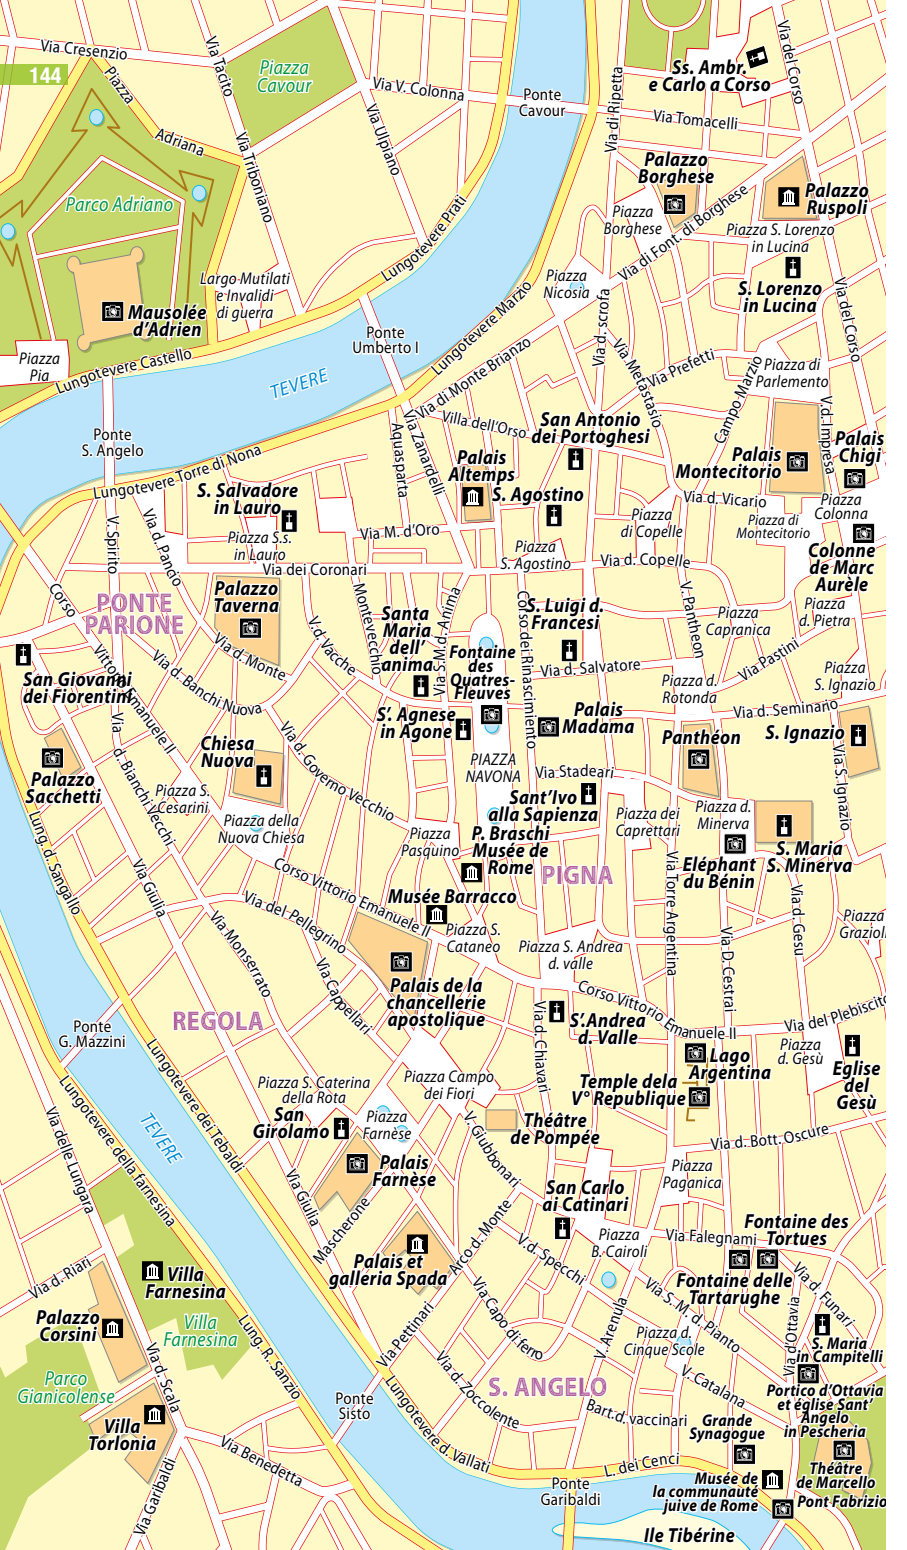 Via Cresenzio
144
Piazza
Adriana
Via Tacito
Piazza
Cavour
Via V. Colonna
Ponte
Cavour
Via Ulpiano
Via Triboniano
Via di Ripetta
Ss. Ambr.
e Carlo a Corso
Via del Corso
Via Tomacelli
Palazzo
Borghese
Palazzo
Ruspoli
Parco Adriano
Lungotevere Prati
Piazza
Borghese
Via di Font. di Borghese
Piazza S. Lorenzo
in Lucina
S. Lorenzo
in Lucina
Via del Corso
Largo Mutilati
e Invalidi
di guerra
Piazza
Nicosia
Mausolée
d'Adrien
Piazza
Pia
Lungotevere Castello
TEVERE
Ponte
Umberto I
Lungotevere Marzio
Via di Monte Brianzo
Via d. scrofa
Via Metastasio
Via Prefetti
Campo Marzio
Piazza di
Parlemento
V.d. Impresa
Ponte
S. Angelo
Lungotevere Torre di Nona
Aquasparta
Via Zanardelli
Villa dell'Orso
San Antonio
dei Portoghesi
Palais
Altemps
S. Agostino
Palais
Montecitorio
Palais
Chigi
Via d. Vicario
Piazza
Colonna
Piazza di
Montecitorio
Colonne
de Marc
Aurèle
S. Salvadore
in Lauro
Piazza S.s.
in Lauro
V. Spirito
Via d. Panico
Via M. d'Oro
Piazza
S. Agostino
Piazza
di Copelle
Via d. Copelle
Via dei Coronari
Corso
Vittorio Emanuele II
PONTE
PARIONE
Palazzo
Taverna
V.d. Vacche
Montevecchio
Santa
Maria
dell'
anima
Via S.M.d. Anima
Fontaine
des
Quatres-
Fleuves
Corso del Rinascimento
S. Luigi d.
Francesi
V. Pantheon
Piazza
Capranica
Piazza
d. Pietra
Via Pastini
Via d. Salvatore
Piazza d.
Rotonda
Piazza
S. Ignazio
Via d. Seminario
San Giovanni
dei Fiorentini
Via d. Banchi Nuova
Via d. Monte
S'. Agnese
in Agone
Palais
Madama
Panthéon
S. Ignazio
Via S. Ignazio
Chiesa
Nuova
Via d. Governo Vecchio
PIAZZA
NAVONA
Via Stadeari
Palazzo
Sacchetti
Via d. Bianchi Vecchi
Piazza S.
Cesarini
Piazza della
Nuova Chiesa
Sant'Ivo
alla Sapienza
Piazza dei
Caprettari
Piazza d.
Minerva
Piazza
Pasquino
P. Braschi
Musée de
Rome
PIGNA
Eléphant
du Bénin
S. Maria
S. Minerva
Lung. d. Sangallo
Via Giulia
Corso Vittorio Emanuele II
Musée Barracco
Via del Pellegrino
Via Monserrato
Piazza S.
Cataneo
Piazza S. Andrea
d. valle
Via Torre Argentina
Via D. Cestrai
Via d. Gesu
Piazza
Grazioli
Via Cappellari
Palais de la
chancellerie
apostolique
Corso Vittorio Emanuele II
REGOLA
Ponte
G. Mazzini
Via d. Chiavari
S'.Andrea
d. Valle
Via del Plebiscito
Piazza
d. Gesù
Eglise
del
Gesù
Lago
Argentina
Temple dela
V° Republique
Piazza S. Caterina
della Rota
Piazza Campo
dei Fiori
San
Girolamo
Piazza
Farnèse
V. Giubbonari
Théâtre
de Pompée
Via d. Bott. Oscure
Lungotevere dei Tebaldi
Lungotevere della farnesina
TEVERE
Via delle Lungara
Palais
Farnèse
Via Giulia
Mascherone
San Carlo
ai Catinari
Piazza
Paganica
Arco d. Monte
V.d. Specchi
Piazza
B. Cairoli
Via Falegnami
Fontaine des
Tortues
Palais et
galleria Spada
Via d. Riari
Villa
Farnesina
Villa
Farnesina
Palazzo
Corsini
Fontaine delle
Tartarughe
Via d. Funari
Via S. M. d. Pianto
Via d'Ottavia
Via Capo di ferro
Via Pettinari
Lung. R. Sanzio
V. Arenula
Piazza d.
Cinque Scole
S. Maria
in Campitelli
Parco
Gianicolense
Via d. Scala
V. Catalana
Portico d'Ottavia
et église Sant'
Angelo
in Pescheria
S. ANGELO
Via d. Zoccolente
Bart.d. vaccinari
Ponte
Sisto
Villa
Torlonia
Grande
Synagogue
Via Benedetta
Via Garibaldi
Lungotevere d. Vallati
L. dei Cenci
Théâtre
de Marcello
Ponte
Garibaldi
Musée de
la communauté
juive de Rome
Pont Fabrizio
Ile Tibérine